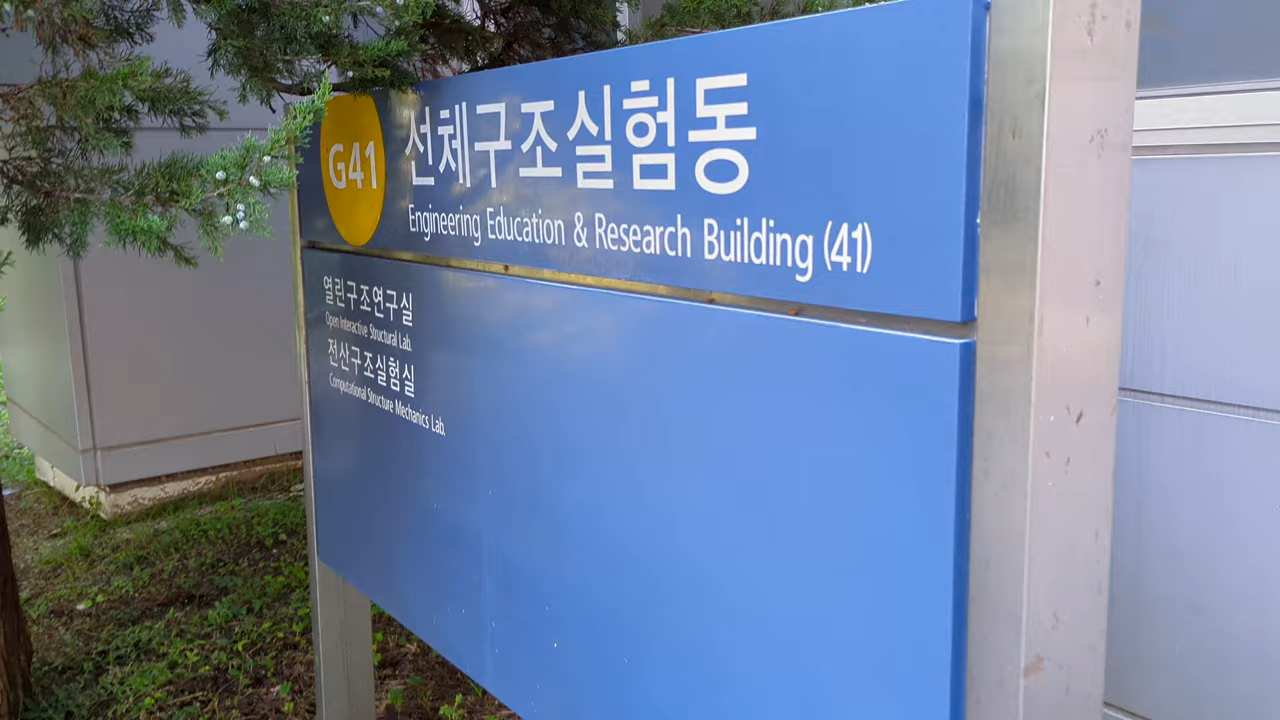 G41
선체구조실험동
Engineering Education & Research Building (41)
열린구조연구실
Open Interactive Structural Lab.
전산구조실험실
Computational Structure Mechanics Lab.